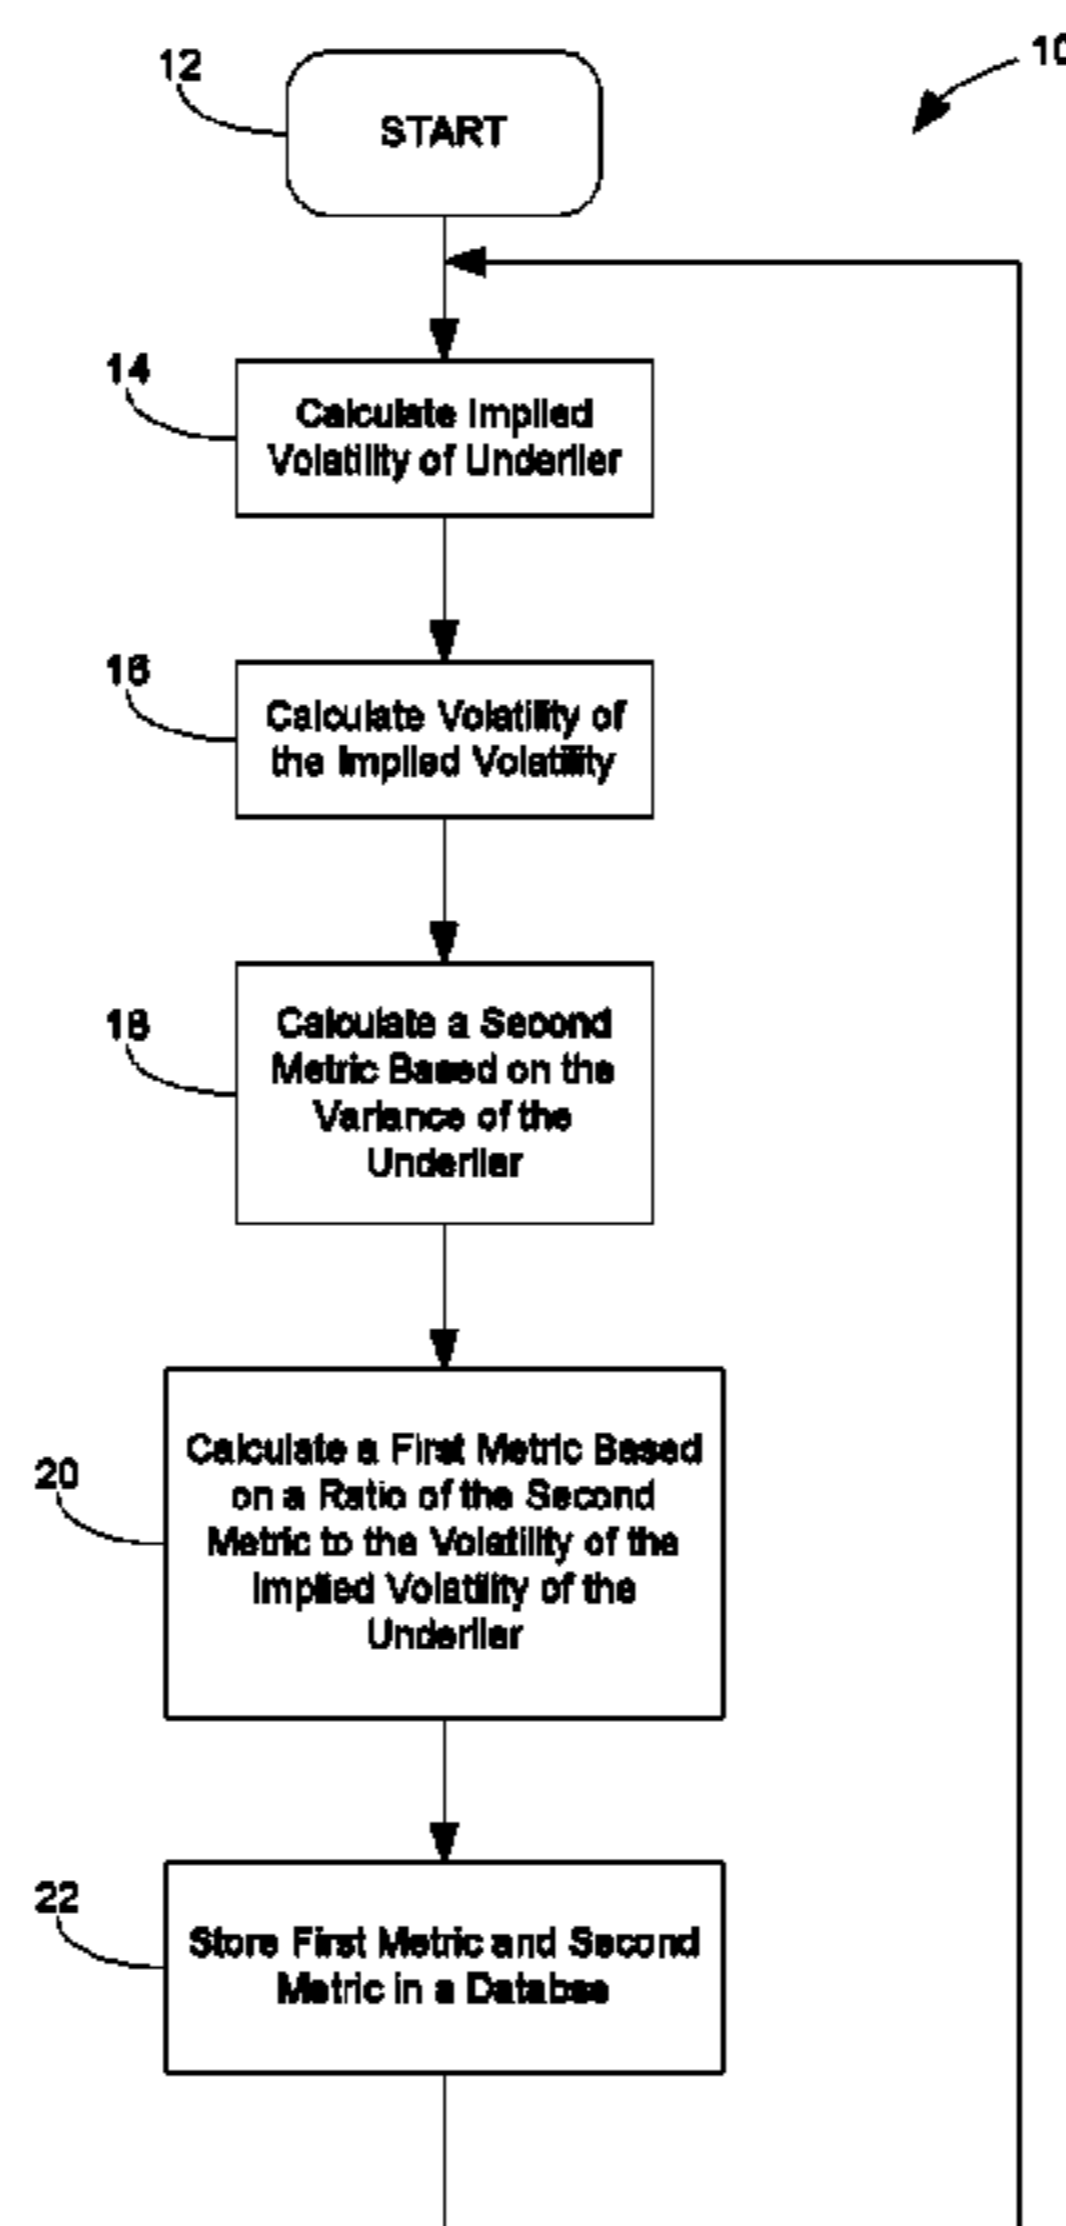 12
START
10
14
Calculate Implied
Volatility of Underlier
16
Calculate Volatility of
the Implied Volatility
18
Calculate a Second
Metric Based on the
Variance of the
Underlier
20
Calculate a First Metric Based
on a Ratio of the Second
Metric to the Volatility of the
Implied Volatility of the
Underlier
22
Store First Metric and Second
Metric in a Databse